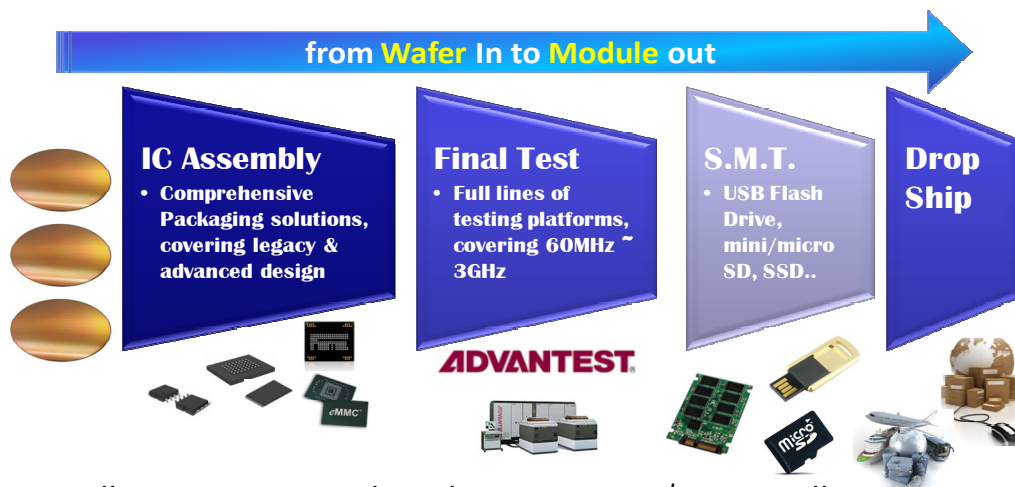 from Wafer In to Module out
IC Assembly
• Comprehensive
Packaging solutions,
covering legacy &
advanced design
Final Test
• Full lines of
testing platforms,
covering 60MHz ~
3GHz
S.M.T.
• USB Flash
Drive,
mini/micro
SD, SSD..
Drop
Ship
eMMC
ADVANTEST
ADVANTEST
micro
SD